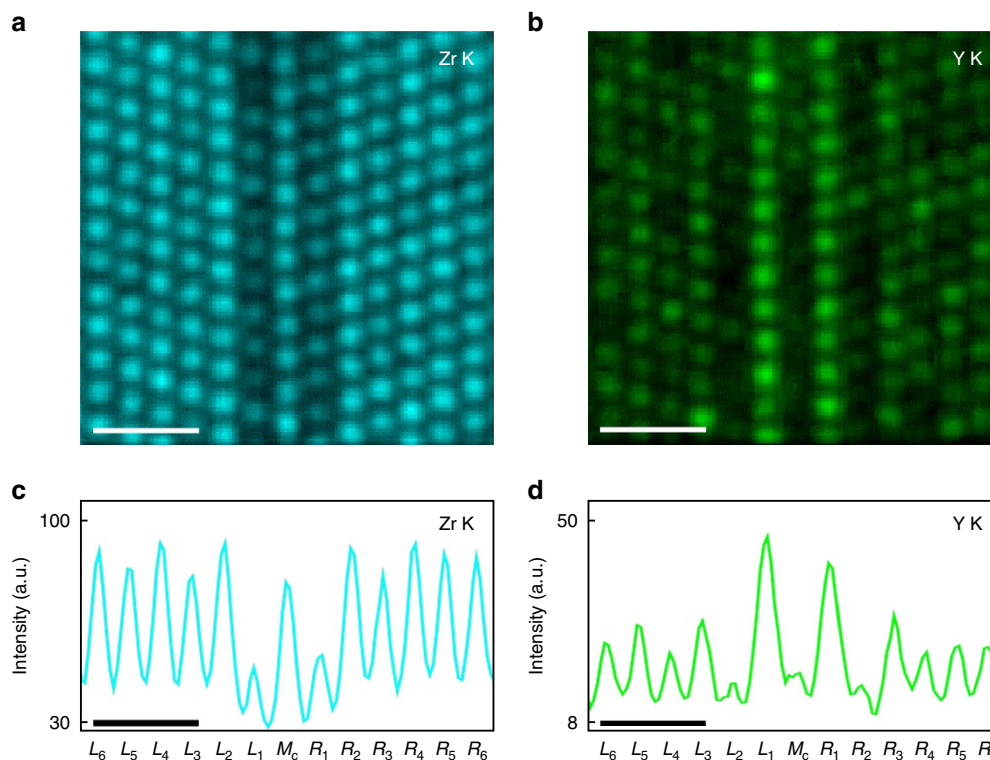 a
b
Zr K
Y K
c
d
100
Zr K
Intensity (a.u.)
30
L6 L5 L4 L3 L2 L1 Mc R1 R2 R3 R4 R5 R6
50
Y K
Intensity (a.u.)
8
L6 L5 L4 L3 L2 L1 Mc R1 R2 R3 R4 R5 R